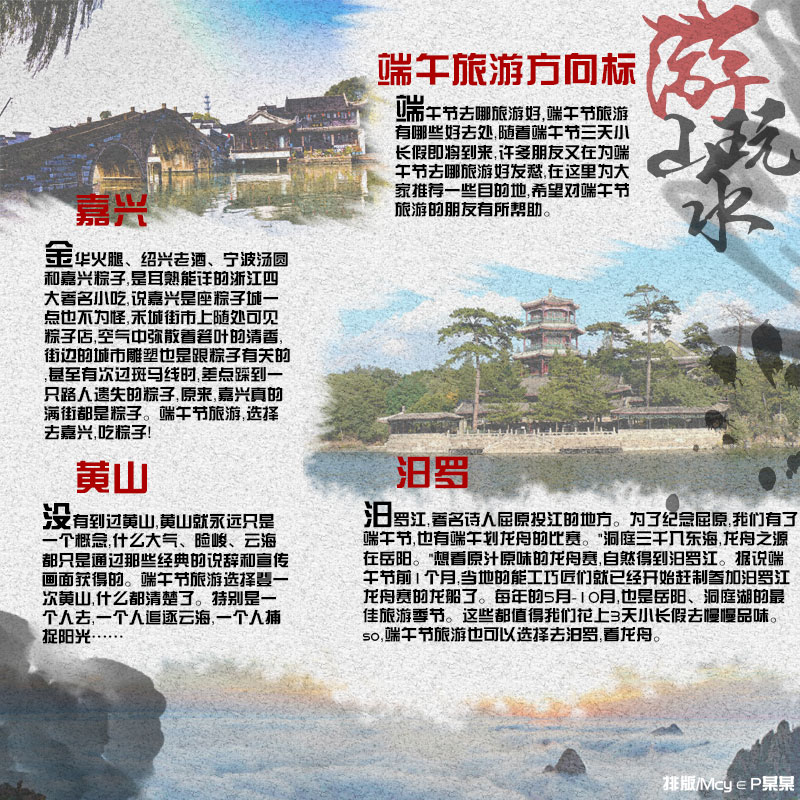 游
山玩
水
端午旅游方向标
端午节去哪旅游好,端午节旅游
有哪些好去处,随着端午节三天小
长假即将到来,许多朋友又在为端
午节去哪旅游好发愁,在这里为大
家推荐一些目的地,希望对端午节
旅游的朋友有所帮助。
嘉兴
金华火腿、绍兴老酒、宁波汤圆
和嘉兴粽子,是耳熟能详的浙江四
大著名小吃,说嘉兴是座粽子城一
点也不为怪,禾城街市上随处可见
粽子店,空气中弥散着箬叶的清香,
街边的城市雕塑也是跟粽子有关的
,甚至有次过斑马线时,差点踩到一
只路人遗失的粽子,原来,嘉兴真的
满街都是粽子。端午节旅游,选择
去嘉兴,吃粽子!
黄山
没有到过黄山,黄山就永远只是
一个概念,什么大气、险峻、云海
都只是通过那些经典的说辞和宣传
画面获得的。端午节旅游选择登一
次黄山,什么都清楚了。特别是一
个人去,一个人追逐云海,一个人捕
捉阳光……
汨罗
汨罗江,著名诗人屈原投江的地方。为了纪念屈原,我们有了
端午节,也有端午划龙舟的比赛。"洞庭三千入东海,龙舟之源
在岳阳。"想看原汁原味的龙舟赛,自然得到汨罗江。据说端
午节前1个月,当地的能工巧匠们就已经开始赶制参加汨罗江
龙舟赛的龙船了。每年的5月-10月,也是岳阳、洞庭湖的最
佳旅游季节。这些都值得我们花上3天小长假去慢慢品味。
so,端午节旅游也可以选择去汨罗,看龙舟。
排版/Mcy∈P某某